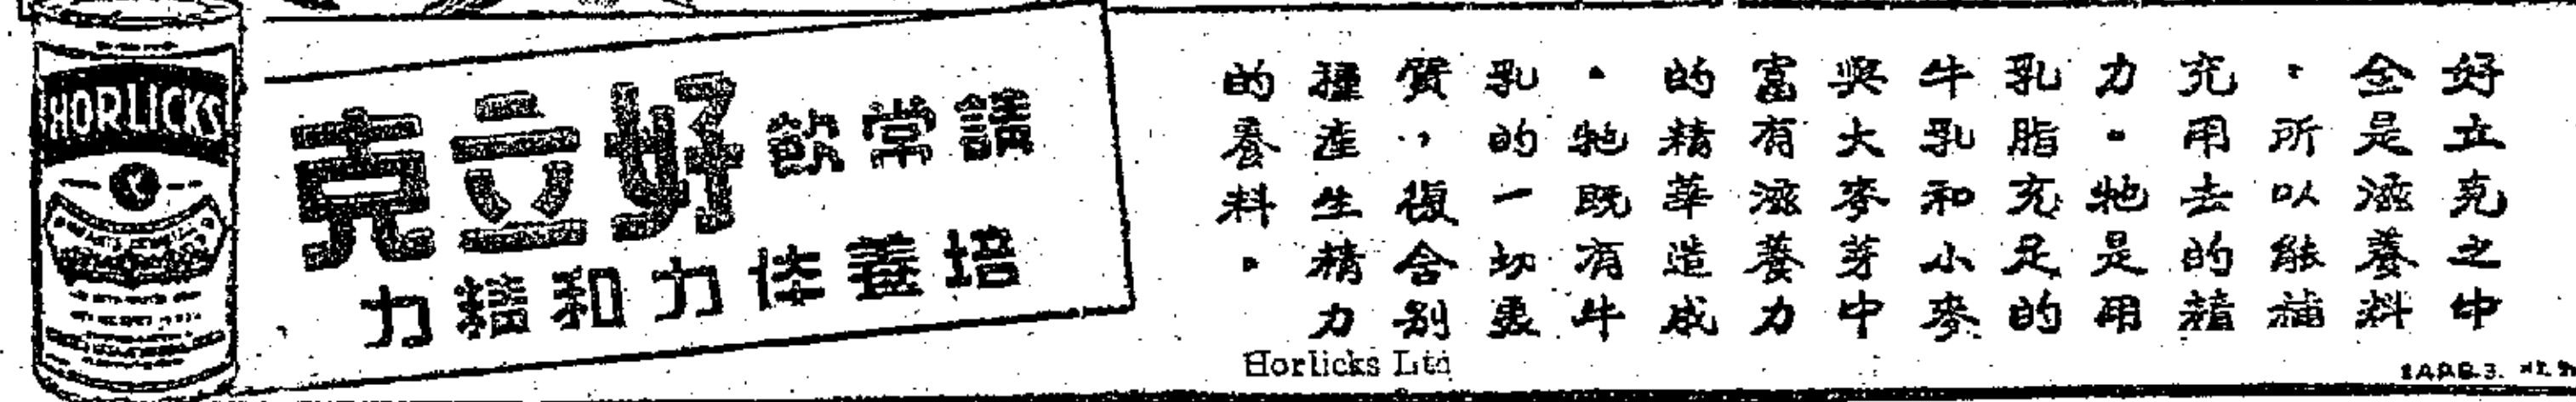 HORLICKS
請常飲
好立克
培養体力和精力
好立克之中
全是滋養料
。所以能補
充用去的精
力。牠是用
乳脂充足的
牛乳和小麥
與大麥芽中
富有滋養力
的精華造成
。牠既有牛
乳的一切
質，復含別
種產生精力
的養料。
Horlicks Ltd